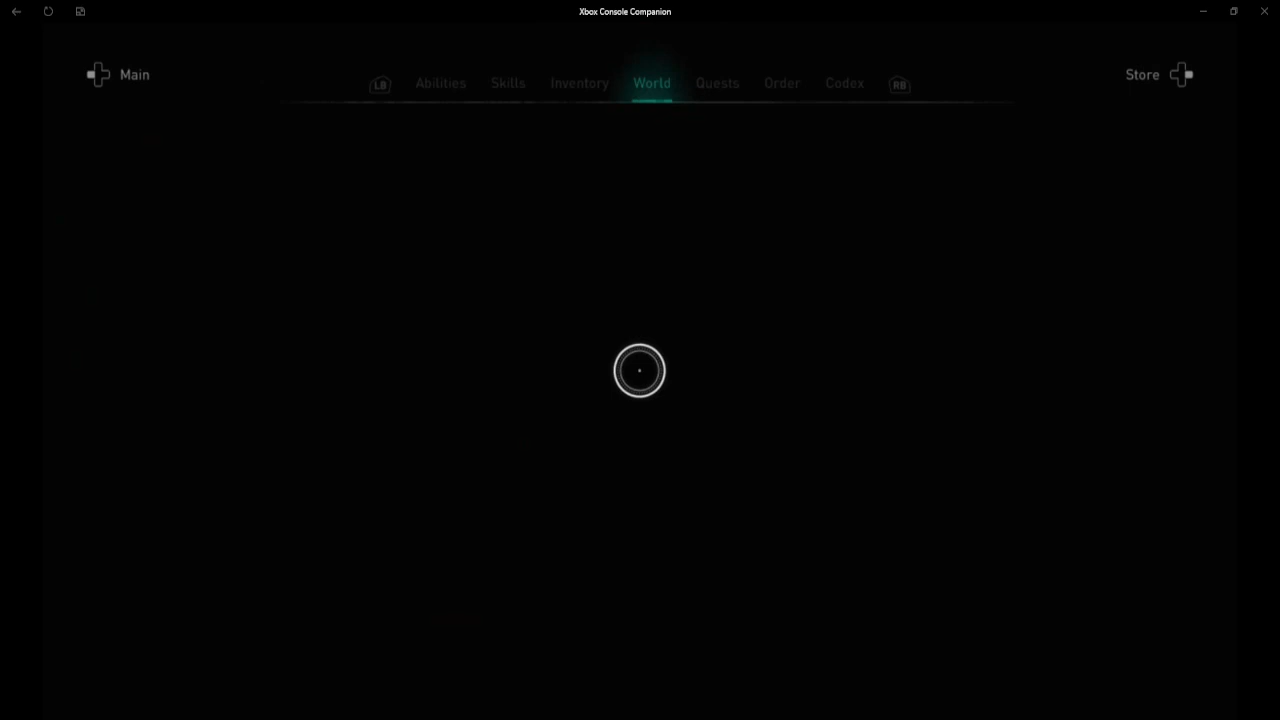 Xbox Console Companion
Main
LB Abilities Skills Inventory World Quests Order Codex RB
Store